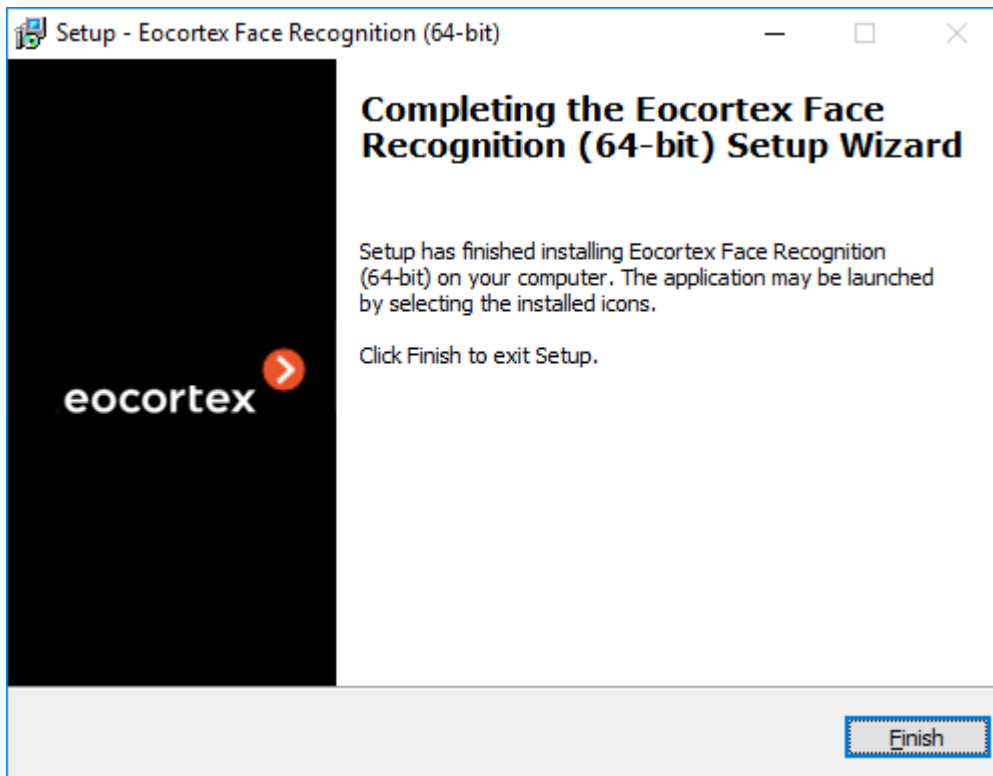 Setup - Eocortex Face Recognition (64-bit)
Completing the Eocortex Face
Recognition (64-bit) Setup Wizard
Setup has finished installing Eocortex Face Recognition
(64-bit) on your computer. The application may be launched
by selecting the installed icons.
Click Finish to exit Setup.
eocortex
Finish